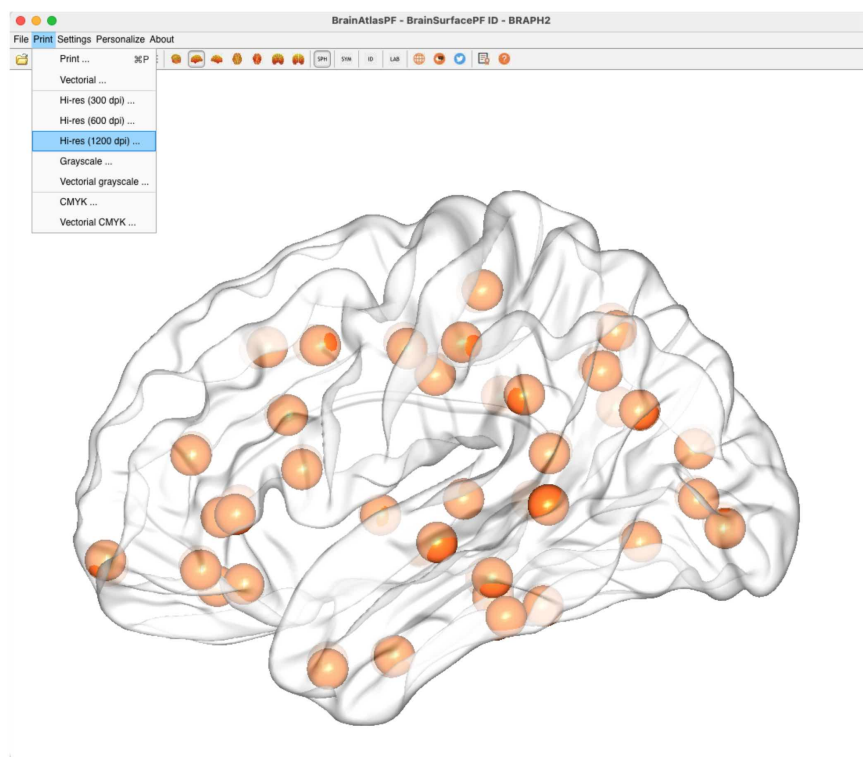 BrainAtlasPF - BrainSurfacePF ID - BRAPH2
File Print Settings Personalize About
SPH SYM ID LAB
Print ... ⌘P
Vectorial ...
Hi-res (300 dpi) ...
Hi-res (600 dpi) ...
Hi-res (1200 dpi) ...
Grayscale ...
Vectorial grayscale ...
CMYK ...
Vectorial CMYK ...